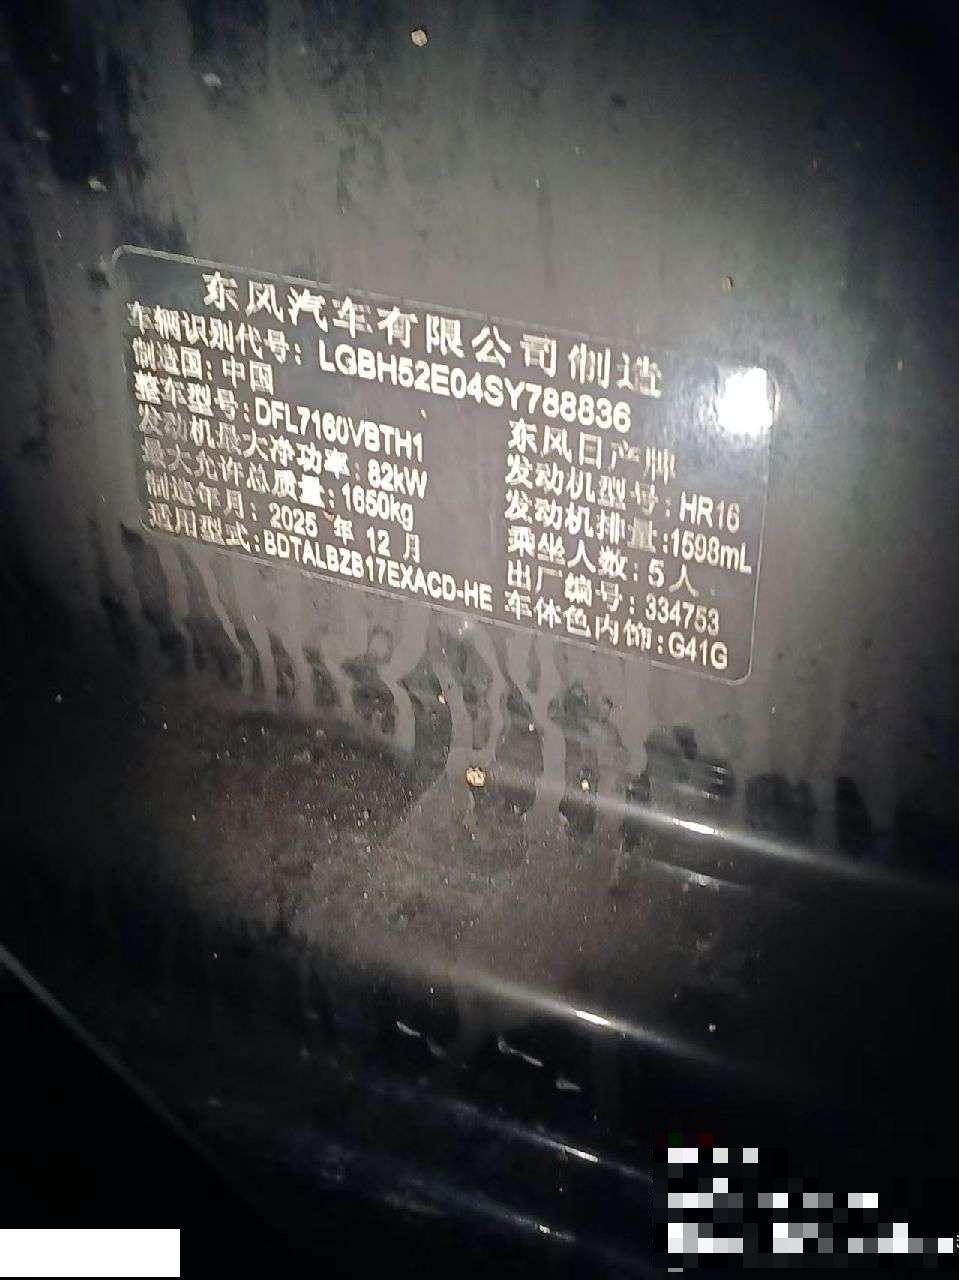 东风汽车有限公司制造
车辆识别代号: LGBH52E04SY788836
制造国: 中国
东风日产牌
整车型号: DFL7160VBTH1
发动机型号: HR16
发动机最大净功率: 82kW
发动机排量: 1598mL
最大允许总质量: 1650kg
乘坐人数: 5人
制造年月: 2025 年 12 月
出厂编号: 334753
适用型式: BDTALBZB17EXACD-HE
车体色内饰: G41G